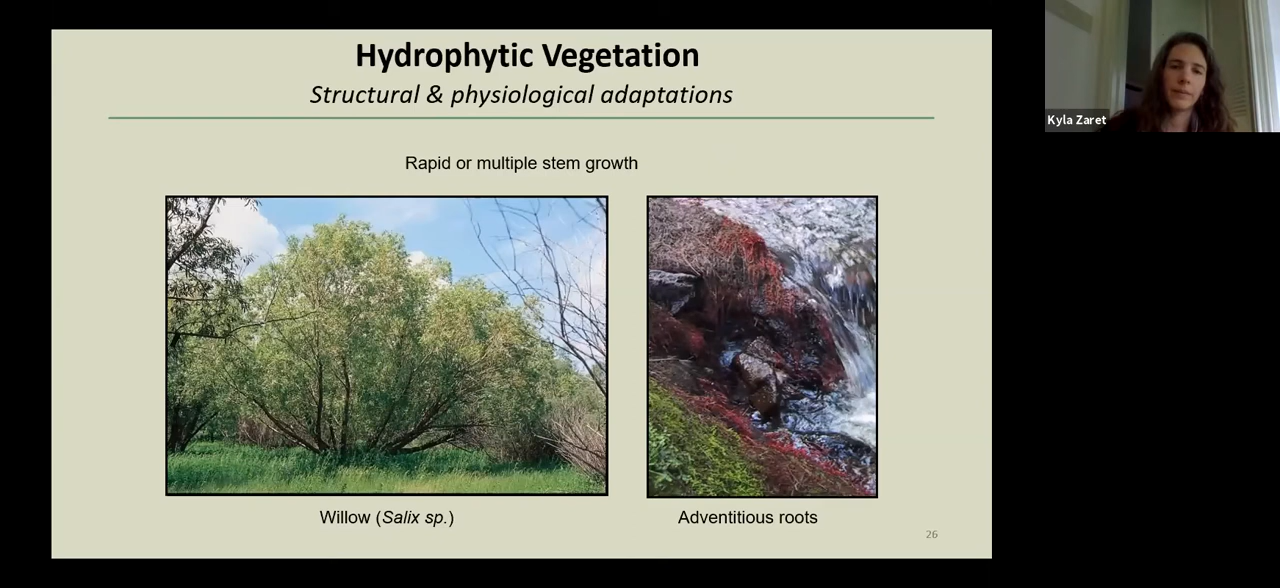 Hydrophytic Vegetation
Structural & physiological adaptations
Rapid or multiple stem growth
Willow (Salix sp.)
Adventitious roots
26
Kyla Zaret